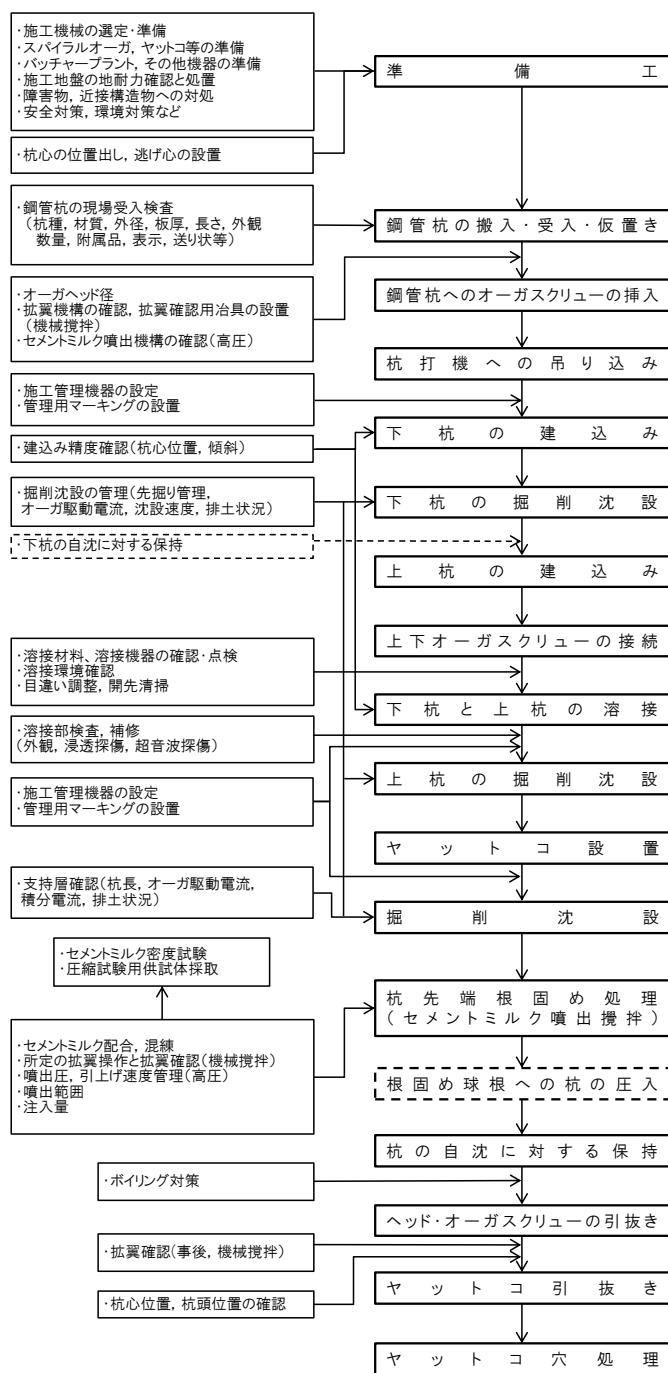 ・施工機械の選定・準備
・スパイラルオーガ, ヤットコ等の準備
・バッチャープラント, その他機器の準備
・施工地盤の地耐力確認と処置
・障害物, 近接構造物への対処
・安全対策, 環境対策など
準備工
・杭心の位置出し, 逃げ心の設置
・鋼管杭の現場受入検査
(杭種, 材質, 外径, 板厚, 長さ, 外観
数量, 附属品, 表示, 送り状等)
鋼管杭の搬入・受入・仮置き
・オーガヘッド径
・拡翼機構の確認, 拡翼確認用冶具の設置
(機械撹拌)
・セメントミルク噴出機構の確認(高圧)
鋼管杭へのオーガスクリューの挿入
杭打機への吊り込み
・施工管理機器の設定
・管理用マーキングの設置
・建込み精度確認(杭心位置, 傾斜)
下杭の建込み
・掘削沈設の管理(先掘り管理,
オーガ駆動電流, 沈設速度, 排土状況)
下杭の掘削沈設
・下杭の自沈に対する保持
上杭の建込み
上下オーガスクリューの接続
・溶接材料、溶接機器の確認・点検
・溶接環境確認
・目違い調整, 開先清掃
下杭と上杭の溶接
・溶接部検査, 補修
(外観, 浸透探傷, 超音波探傷)
上杭の掘削沈設
・施工管理機器の設定
・管理用マーキングの設置
ヤットコ設置
・支持層確認(杭長, オーガ駆動電流,
積分電流, 排土状況)
掘削沈設
・セメントミルク密度試験
・圧縮試験用供試体採取
杭先端根固め処理
(セメントミルク噴出攪拌)
・セメントミルク配合, 混練
・所定の拡翼操作と拡翼確認(機械撹拌)
・噴出圧, 引上げ速度管理(高圧)
・噴出範囲
・注入量
根固め球根への杭の圧入
杭の自沈に対する保持
・ボイリング対策
ヘッド・オーガスクリューの引抜き
・拡翼確認(事後, 機械撹拌)
ヤットコ引抜き
・杭心位置, 杭頭位置の確認
ヤットコ穴処理